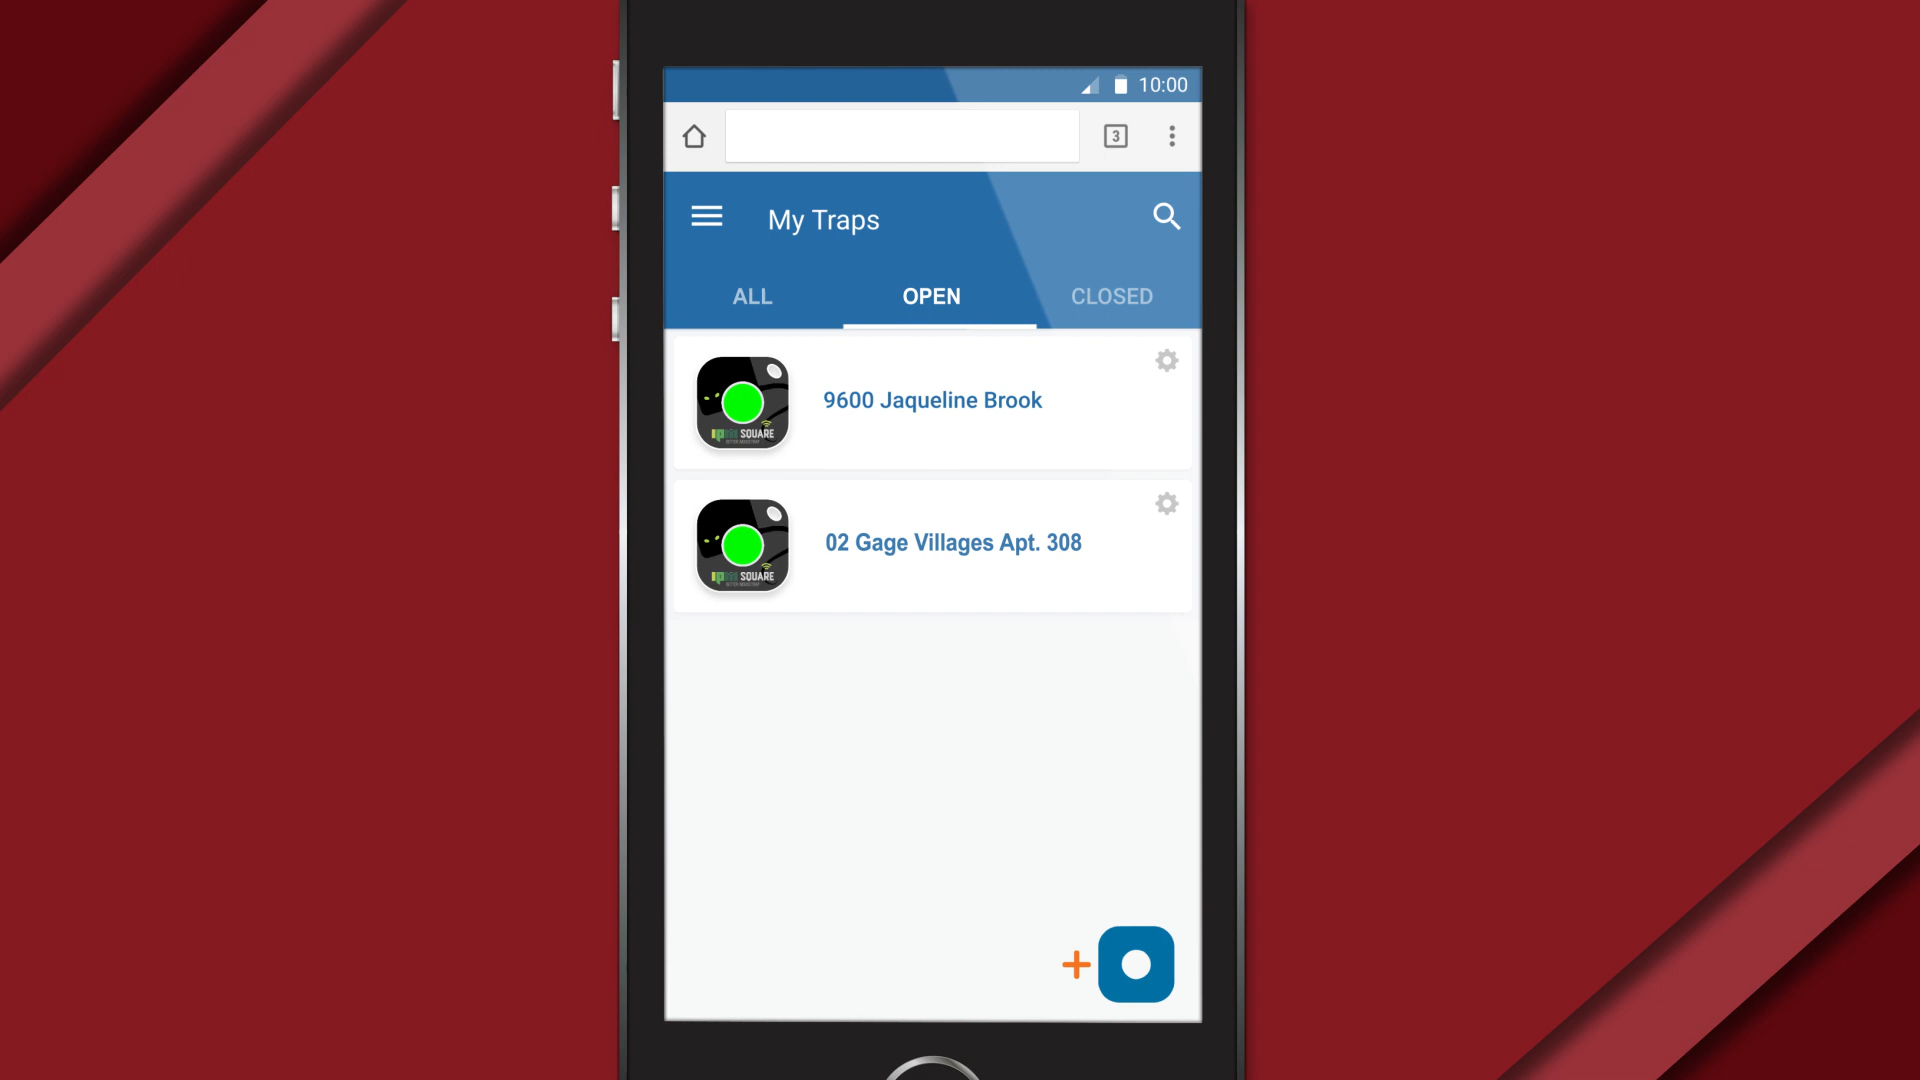 10:00
3
My Traps
ALL
OPEN
CLOSED
9600 Jaqueline Brook
SQUARE
02 Gage Villages Apt. 308
SQUARE